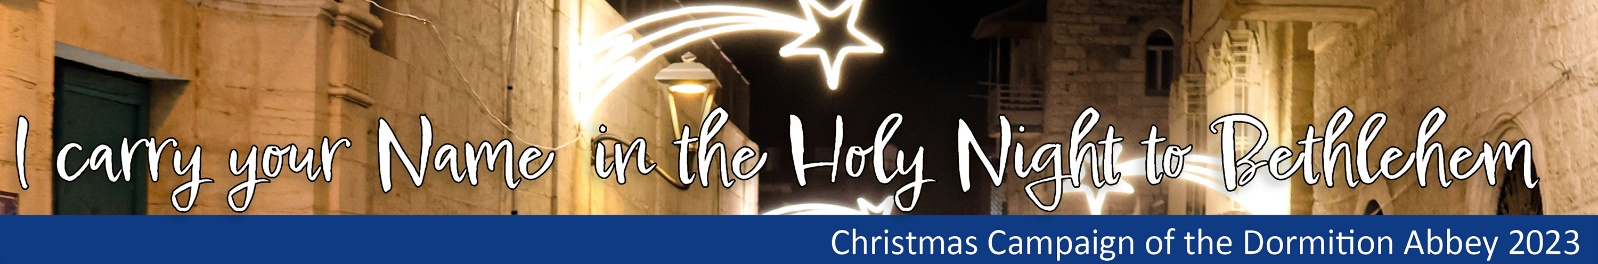 I carry your Name in the Holy Night to Bethlehem
Christmas Campaign of the Dormition Abbey 2023